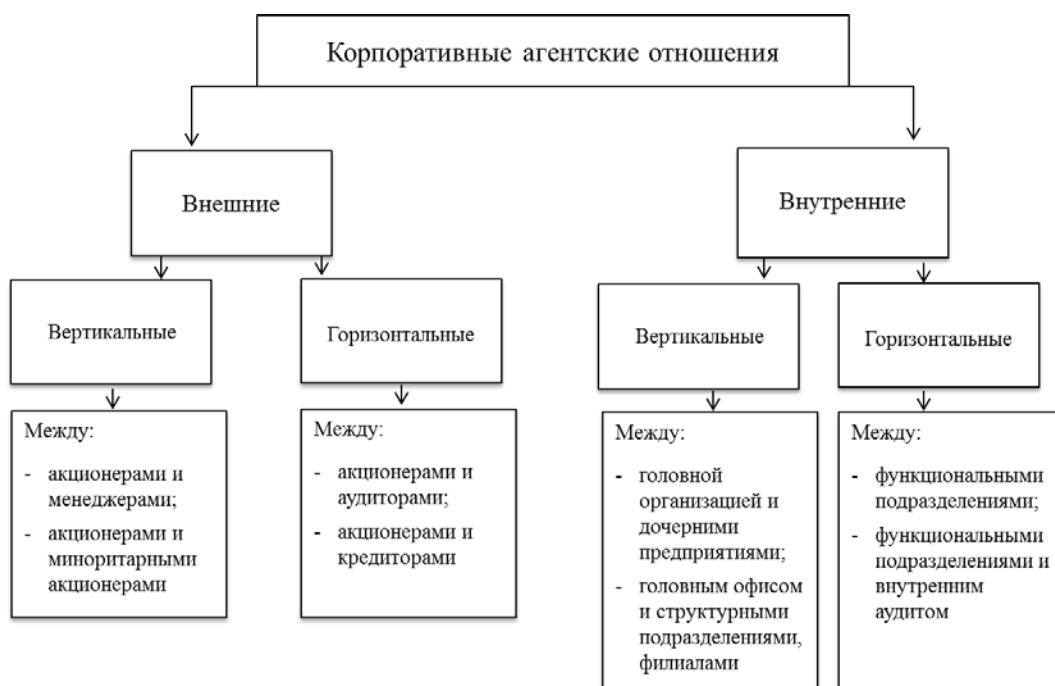 Корпоративные агентские отношения
Внешние
Внутренние
Вертикальные
Горизонтальные
Вертикальные
Горизонтальные
Между:
- акционерами и
менеджерами;
- акционерами и
миноритарными
акционерами
Между:
- акционерами и
аудиторами;
- акционерами и
кредиторами
Между:
- головной
организацией и
дочерними
предприятиями;
- головным офисом
и структурными
подразделениями,
филиалами
Между:
- функциональными
подразделениями;
- функциональными
подразделениями и
внутренним
аудитом